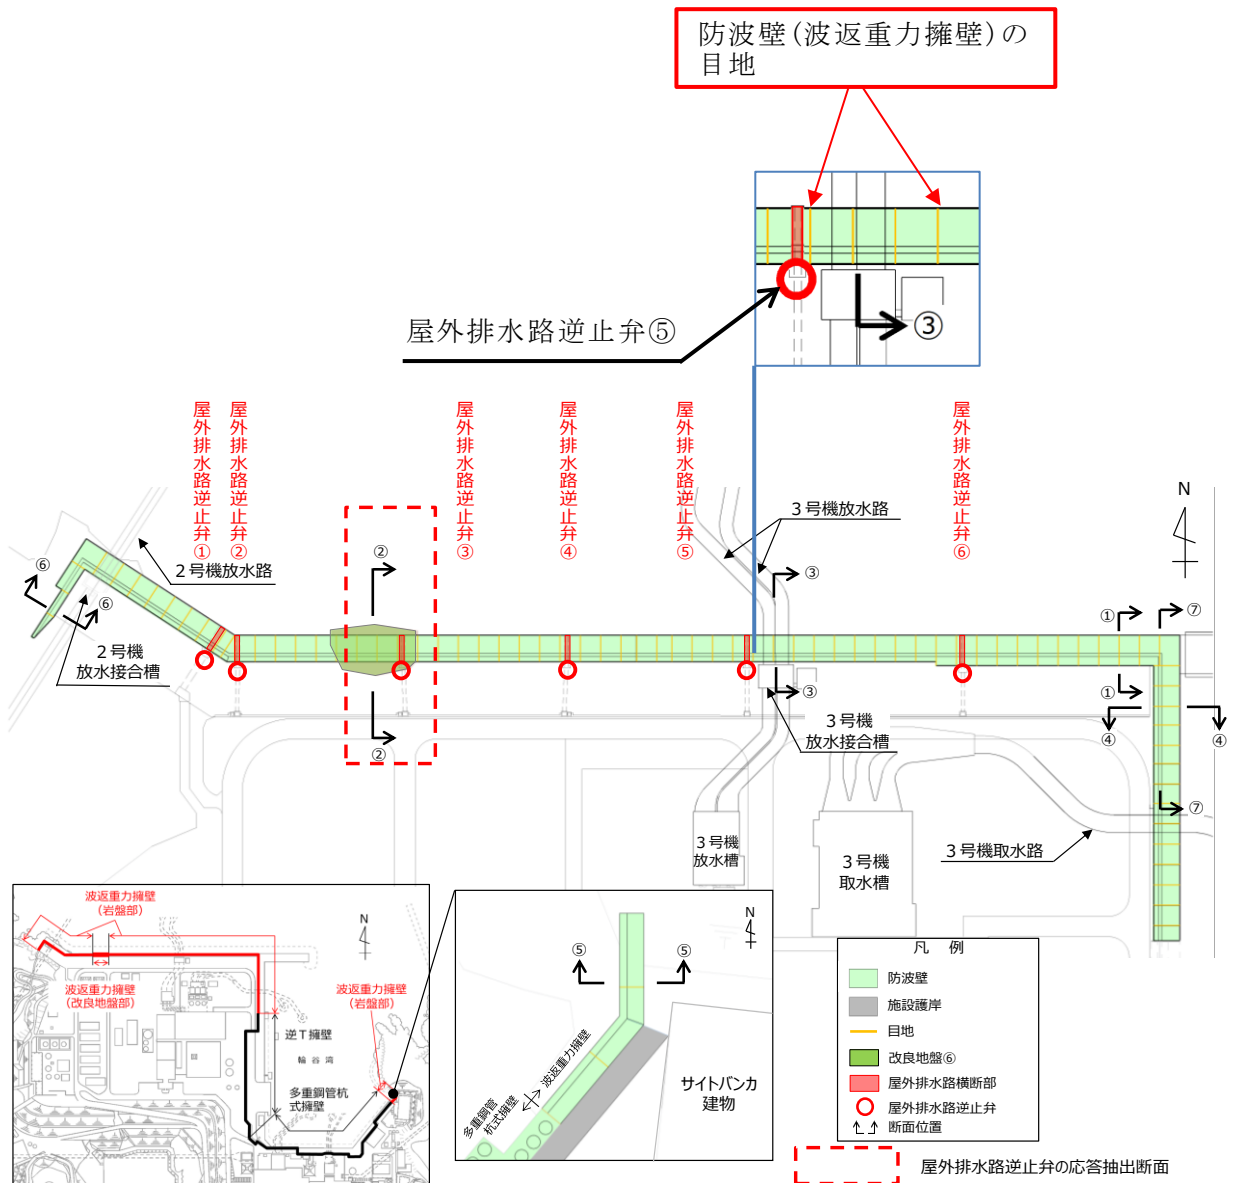 防波壁(波返重力擁壁)の
目地
③
屋外排水路逆止弁⑤
屋外排水路逆止弁①
屋外排水路逆止弁②
屋外排水路逆止弁③
屋外排水路逆止弁④
屋外排水路逆止弁⑤
屋外排水路逆止弁⑥
N
3号機放水路
2号機放水路
⑥
⑥
②
③
①
⑦
2号機
放水接合槽
③
①
④
④
②
3号機
放水接合槽
⑦
3号機
放水槽
3号機
取水槽
3号機取水路
波返重力擁壁
(岩盤部)
N
波返重力擁壁
(改良地盤部)
波返重力擁壁
(岩盤部)
逆T擁壁
輪谷湾
多重鋼管杭
式擁壁
N
⑤
⑤
波返重力擁壁
多重鋼管
杭式擁壁
サイトバンカ
建物
凡 例
防波壁
施設護岸
目地
改良地盤⑥
屋外排水路横断部
屋外排水路逆止弁
断面位置
屋外排水路逆止弁の応答抽出断面